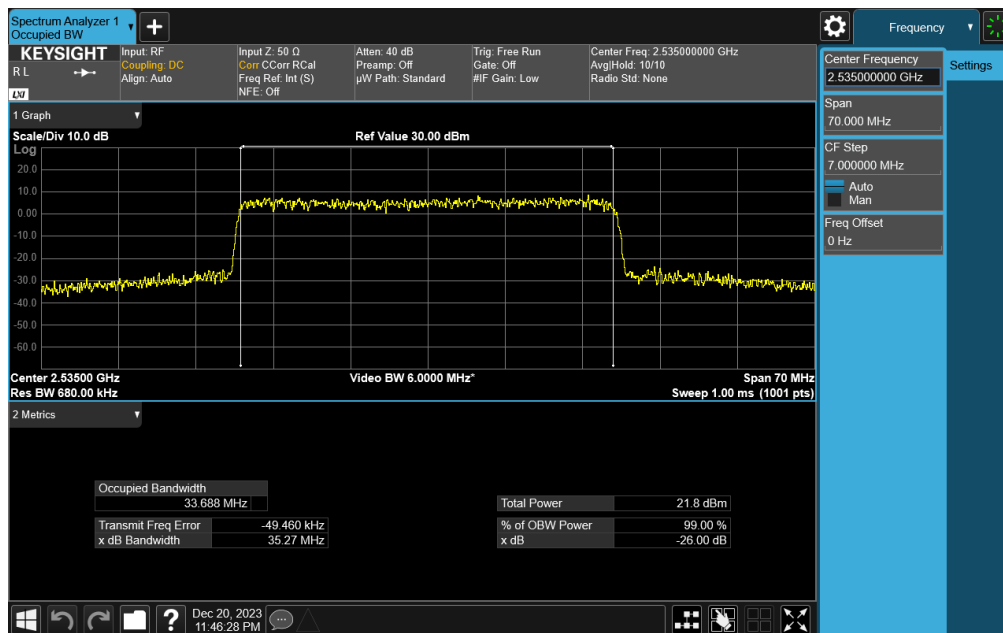 Spectrum Analyzer 1
Occupied BW
Frequency
KEYSIGHT
R L
LXI
Input: RF
Coupling: DC
Align: Auto
Input Z: 50 Ω
Corr CCorr RCal
Freq Ref: Int (S)
NFE: Off
Atten: 40 dB
Preamp: Off
µW Path: Standard
Trig: Free Run
Gate: Off
#IF Gain: Low
Center Freq: 2.535000000 GHz
Avg|Hold: 10/10
Radio Std: None
Center Frequency
2.535000000 GHz
Settings
Span
70.000 MHz
CF Step
7.000000 MHz
Auto
Man
Freq Offset
0 Hz
1 Graph
Scale/Div 10.0 dB
Ref Value 30.00 dBm
Log
20.0
10.0
0.00
-10.0
-20.0
-30.0
-40.0
-50.0
-60.0
Center 2.53500 GHz
Video BW 6.0000 MHz*
Span 70 MHz
Res BW 680.00 kHz
Sweep 1.00 ms (1001 pts)
2 Metrics
Occupied Bandwidth
33.688 MHz
Total Power 21.8 dBm
Transmit Freq Error -49.460 kHz
% of OBW Power 99.00 %
x dB Bandwidth 35.27 MHz
x dB -26.00 dB
?
Dec 20, 2023
11:46:28 PM